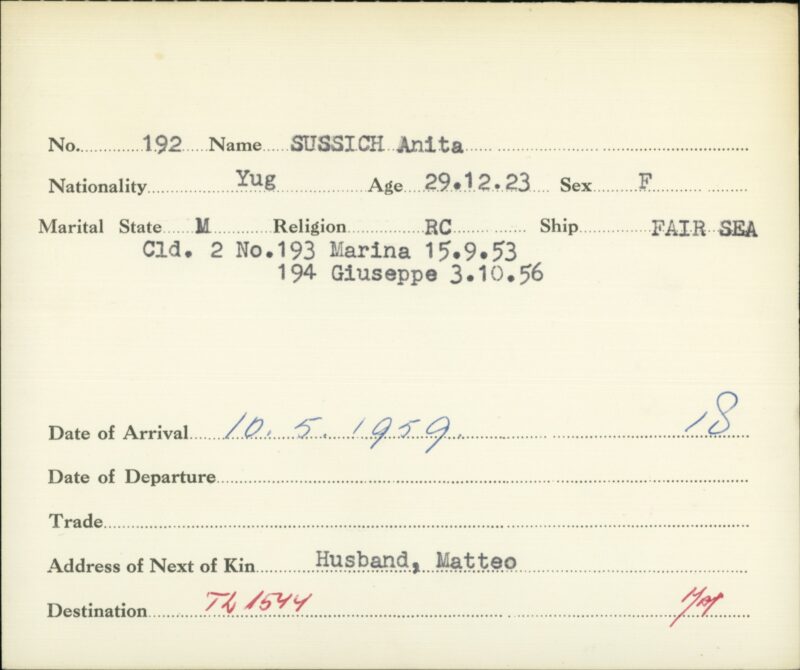 No. 192 Name SUSSICH Anita
Nationality Yug Age 29.12.23 Sex F
Marital State M Religion RC Ship FAIR SEA
Cld. 2 No.193 Marina 15.9.53
194 Giuseppe 3.10.56
Date of Arrival 10. 5. 1959. 18
Date of Departure
Trade
Address of Next of Kin Husband, Matteo
Destination TL 1544